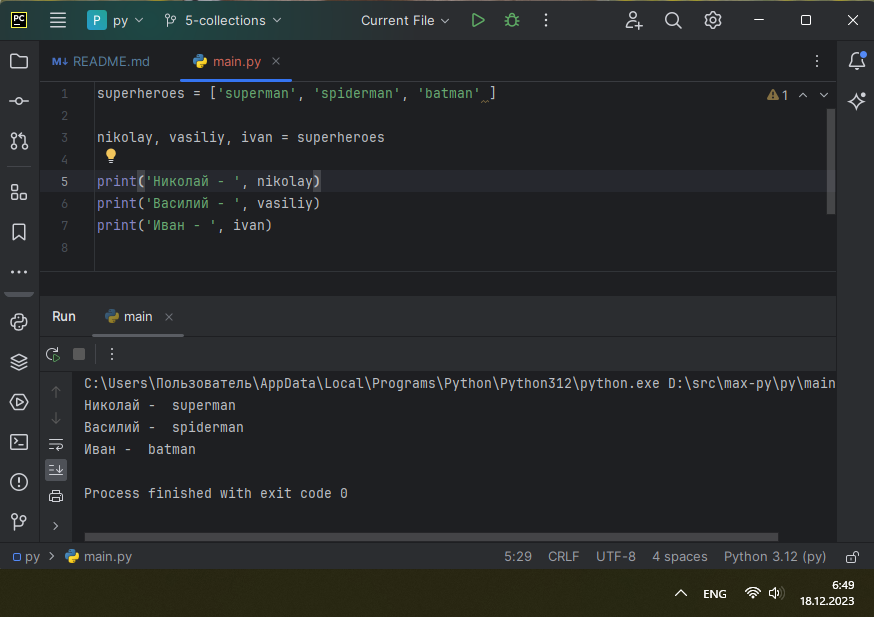 PC P py 5-collections Current File
M↓ README.md main.py
1 superheroes = ['superman', 'spiderman', 'batman' ] 1
2
3 nikolay, vasiliy, ivan = superheroes
4
5 print('Николай - ', nikolay)
6 print('Василий - ', vasiliy)
7 print('Иван - ', ivan)
8
Run main
C:\Users\Пользователь\AppData\Local\Programs\Python\Python312\python.exe D:\src\max-py\py\main
Николай -  superman
Василий -  spiderman
Иван -  batman
Process finished with exit code 0
py main.py 5:29 CRLF UTF-8 4 spaces Python 3.12 (py)
ENG 6:49
18.12.2023